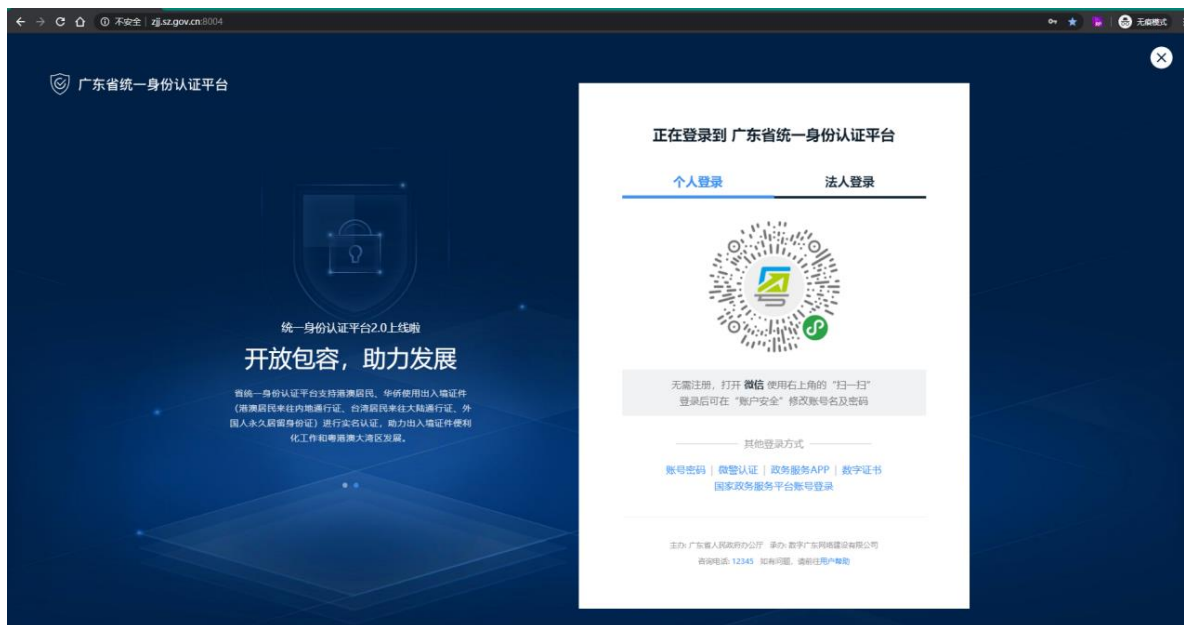 不安全 | zjj.sz.gov.cn:8004
无痕模式
广东省统一身份认证平台
统一身份认证平台2.0上线啦
开放包容，助力发展
省统一身份认证平台支持港澳居民、华侨使用出入境证件
（港澳居民来往内地通行证、台湾居民来往大陆通行证、外
国人永久居留身份证）进行实名认证，助力出入境证件便利
化工作和粤港澳大湾区发展。
正在登录到 广东省统一身份认证平台
个人登录
法人登录
无需注册，打开 微信 使用右上角的“扫一扫”
登录后可在“账户安全”修改账号名及密码
其他登录方式
账号密码 | 微警认证 | 政务服务APP | 数字证书
国家政务服务平台账号登录
主办: 广东省人民政府办公厅 承办: 数字广东网络建设有限公司
咨询电话: 12345 如有问题，请前往用户帮助